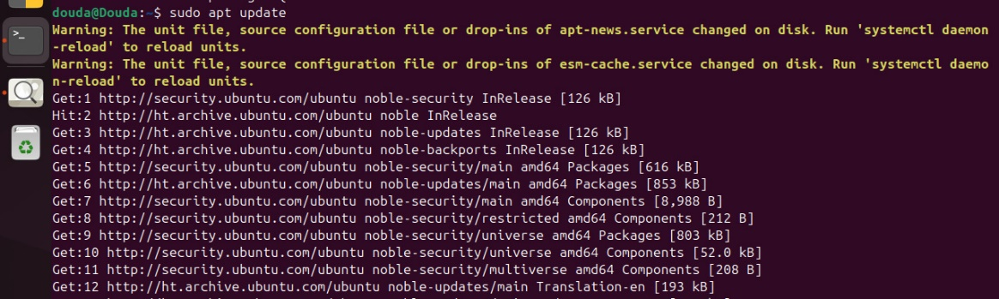 douda@Douda:~$ sudo apt update
Warning: The unit file, source configuration file or drop-ins of apt-news.service changed on disk. Run 'systemctl daemon
-reload' to reload units.
Warning: The unit file, source configuration file or drop-ins of esm-cache.service changed on disk. Run 'systemctl daemo
n-reload' to reload units.
Get:1 http://security.ubuntu.com/ubuntu noble-security InRelease [126 kB]
Hit:2 http://ht.archive.ubuntu.com/ubuntu noble InRelease
Get:3 http://ht.archive.ubuntu.com/ubuntu noble-updates InRelease [126 kB]
Get:4 http://ht.archive.ubuntu.com/ubuntu noble-backports InRelease [126 kB]
Get:5 http://security.ubuntu.com/ubuntu noble-security/main amd64 Packages [616 kB]
Get:6 http://ht.archive.ubuntu.com/ubuntu noble-updates/main amd64 Packages [853 kB]
Get:7 http://security.ubuntu.com/ubuntu noble-security/main amd64 Components [8,988 B]
Get:8 http://security.ubuntu.com/ubuntu noble-security/restricted amd64 Components [212 B]
Get:9 http://security.ubuntu.com/ubuntu noble-security/universe amd64 Packages [803 kB]
Get:10 http://security.ubuntu.com/ubuntu noble-security/universe amd64 Components [52.0 kB]
Get:11 http://security.ubuntu.com/ubuntu noble-security/multiverse amd64 Components [208 B]
Get:12 http://ht.archive.ubuntu.com/ubuntu noble-updates/main Translation-en [193 kB]